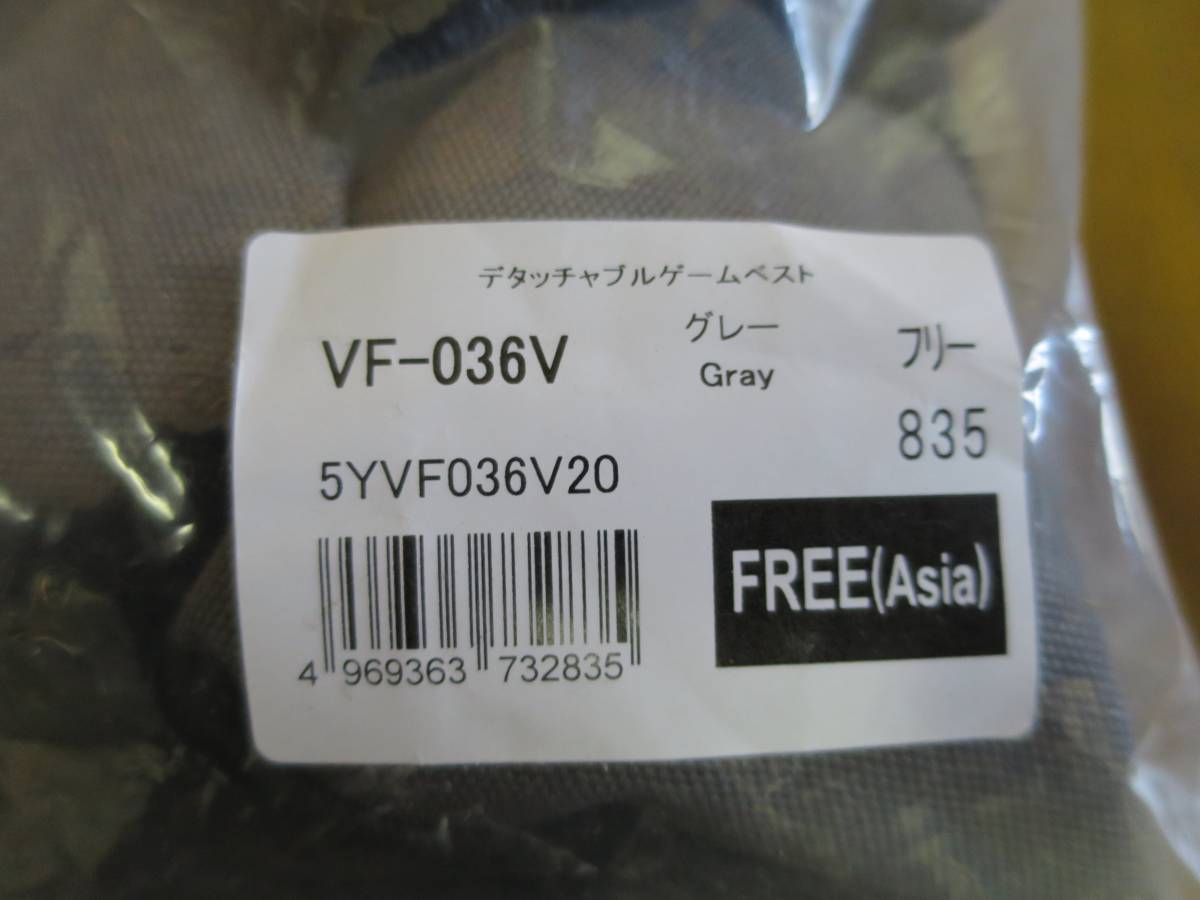 デタッチャブルゲームベスト
VF-036V グレー フリー
Gray
835
5YVF036V20
FREE(Asia)
4 969363 732835